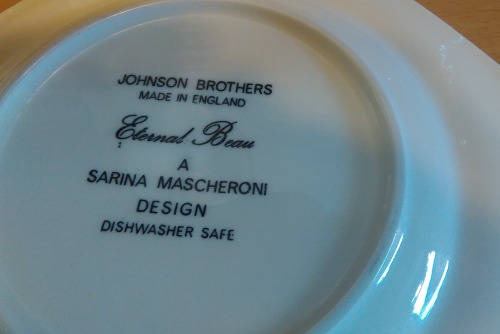 JOHNSON BROTHERS
MADE IN ENGLAND
Eternal Beau
A
SARINA MASCHERONI
DESIGN
DISHWASHER SAFE